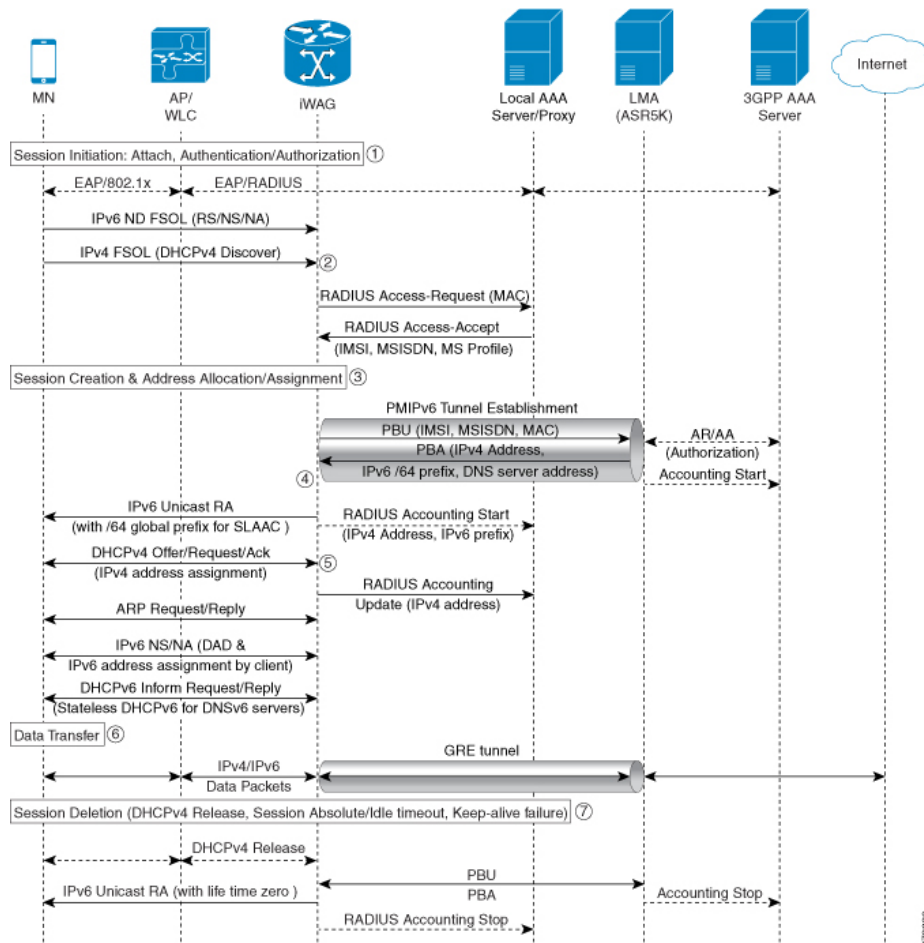 Internet
MN
AP/
WLC
iWAG
Local AAA
Server/Proxy
LMA
(ASR5K)
3GPP AAA
Server
Session Initiation: Attach, Authentication/Authorization ①
EAP/802.1x
EAP/RADIUS
IPv6 ND FSOL (RS/NS/NA)
IPv4 FSOL (DHCPv4 Discover)
②
RADIUS Access-Request (MAC)
RADIUS Access-Accept
(IMSI, MSISDN, MS Profile)
Session Creation & Address Allocation/Assignment ③
PMIPv6 Tunnel Establishment
PBU (IMSI, MSISDN, MAC)
PBA (IPv4 Address,
IPv6 /64 prefix, DNS server address)
AR/AA
(Authorization)
Accounting Start
④
IPv6 Unicast RA
(with /64 global prefix for SLAAC )
RADIUS Accounting Start
(IPv4 Address, IPv6 prefix)
DHCPv4 Offer/Request/Ack
(IPv4 address assignment)
⑤
RADIUS Accounting
Update (IPv4 address)
ARP Request/Reply
IPv6 NS/NA (DAD &
IPv6 address assignment by client)
DHCPv6 Inform Request/Reply
(Stateless DHCPv6 for DNSv6 servers)
Data Transfer ⑥
GRE tunnel
IPv4/IPv6
Data Packets
Session Deletion (DHCPv4 Release, Session Absolute/Idle timeout, Keep-alive failure) ⑦
DHCPv4 Release
PBU
PBA
IPv6 Unicast RA (with life time zero )
Accounting Stop
RADIUS Accounting Stop